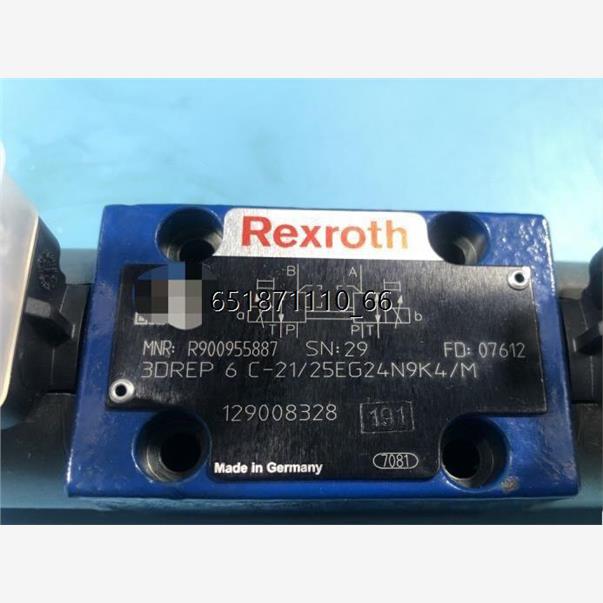 Rexroth
B A
651871110_66
a b
T P P T
MNR: R900955887 SN:29 FD: 07612
3DREP 6 C-21/25EG24N9K4/M
129008328 191
Made in Germany 7081